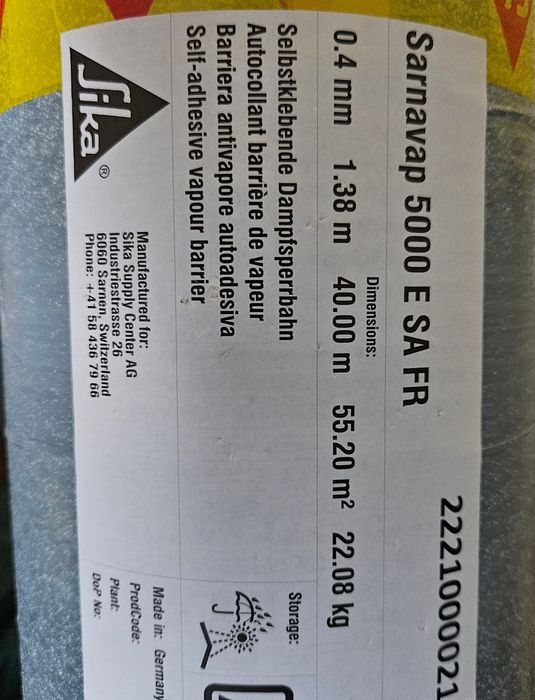 Sarnavap 5000 E SA FR
2221000021
Dimensions:
0.4 mm 1.38 m 40.00 m 55.20 m² 22.08 kg
Selbstklebende Dampfsperrbahn
Autocollant barrière de vapeur
Barriera antivapore autoadesiva
Self-adhesive vapour barrier
Storage:
Sika®
Manufactured for:
Sika Supply Center AG
Industriestrasse 26
6060 Sarnen, Switzerland
Phone: +41 58 436 79 66
Made in: Germany
ProdCode:
Plant:
DoP No: